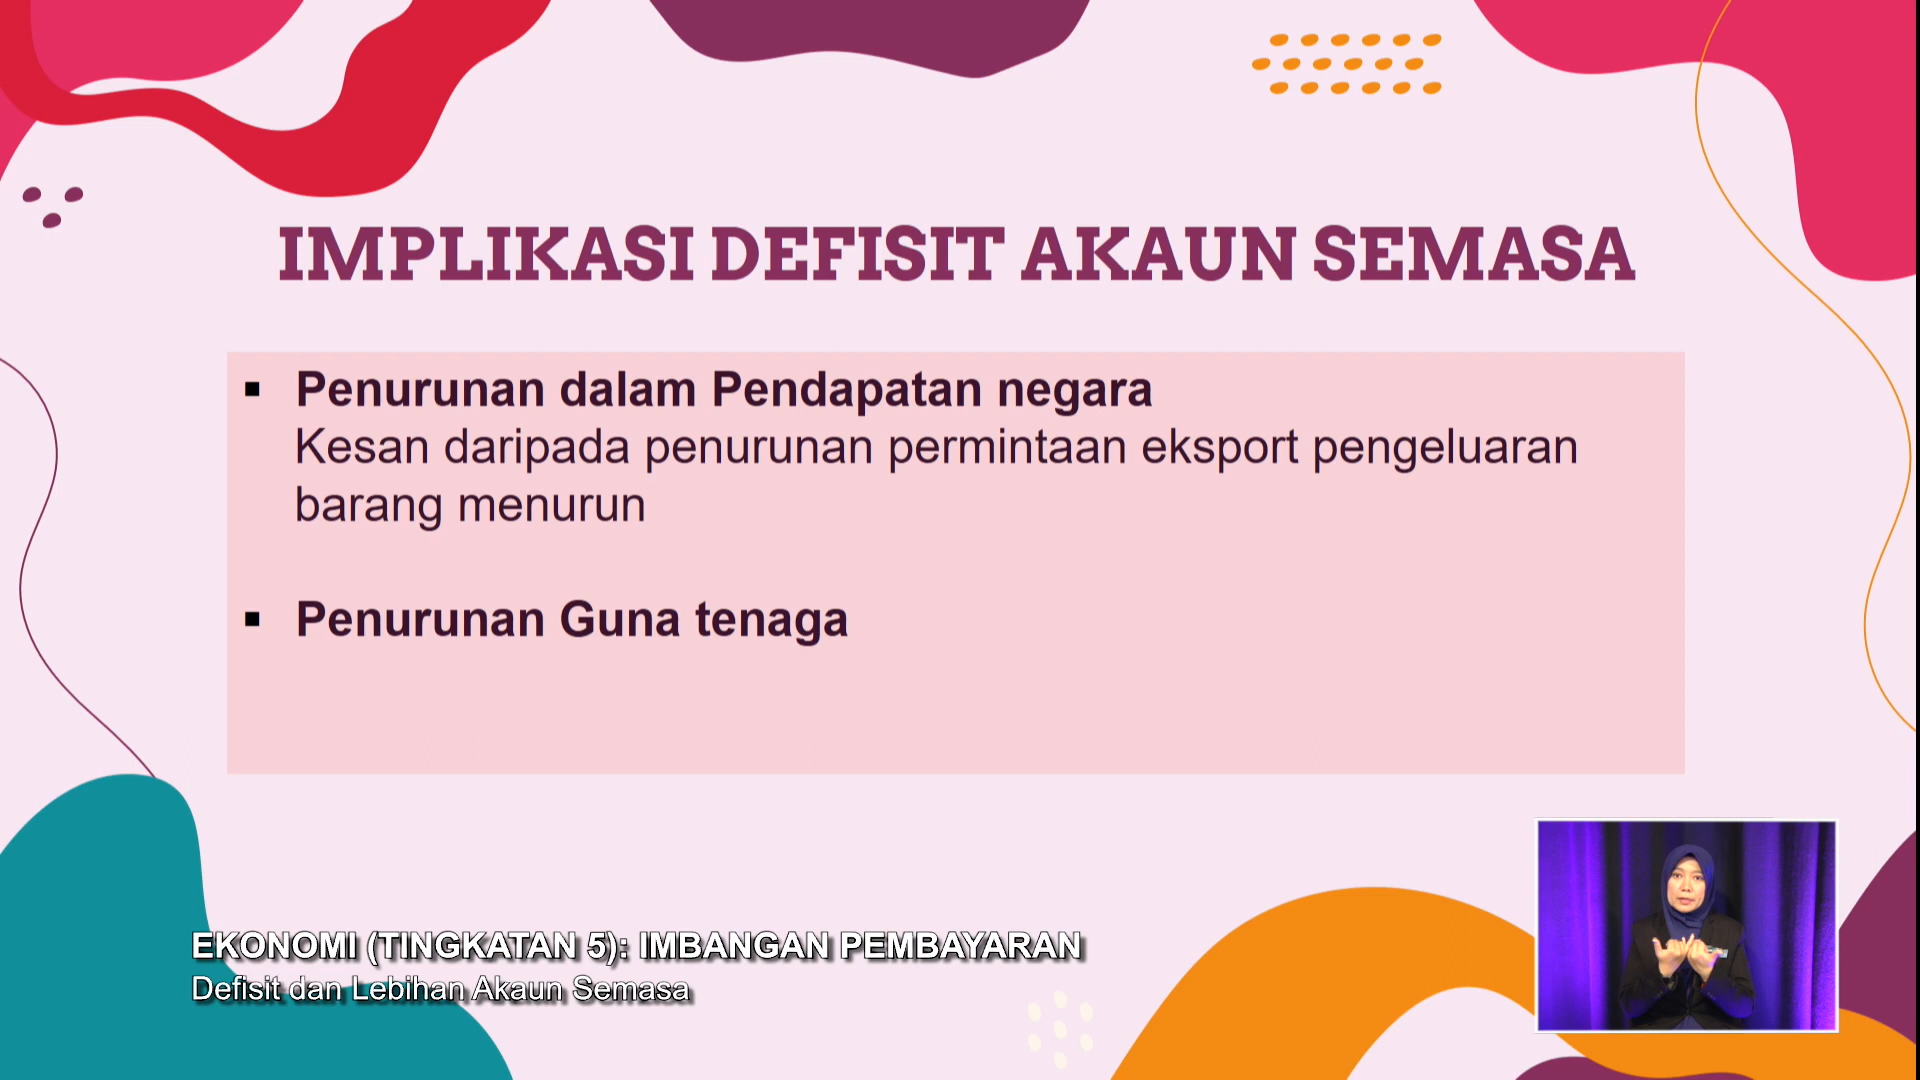 IMPLIKASI DEFISIT AKAUN SEMASA
▪ Penurunan dalam Pendapatan negara
Kesan daripada penurunan permintaan eksport pengeluaran
barang menurun
▪ Penurunan Guna tenaga
EKONOMI (TINGKATAN 5): IMBANGAN PEMBAYARAN
Defisit dan Lebihan Akaun Semasa